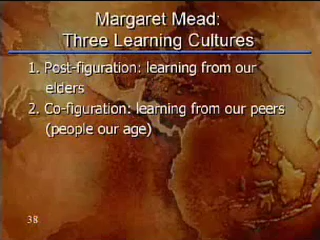 Margaret Mead:
Three Learning Cultures
1. Post-figuration: learning from our
elders
2. Co-figuration: learning from our peers
(people our age)
38